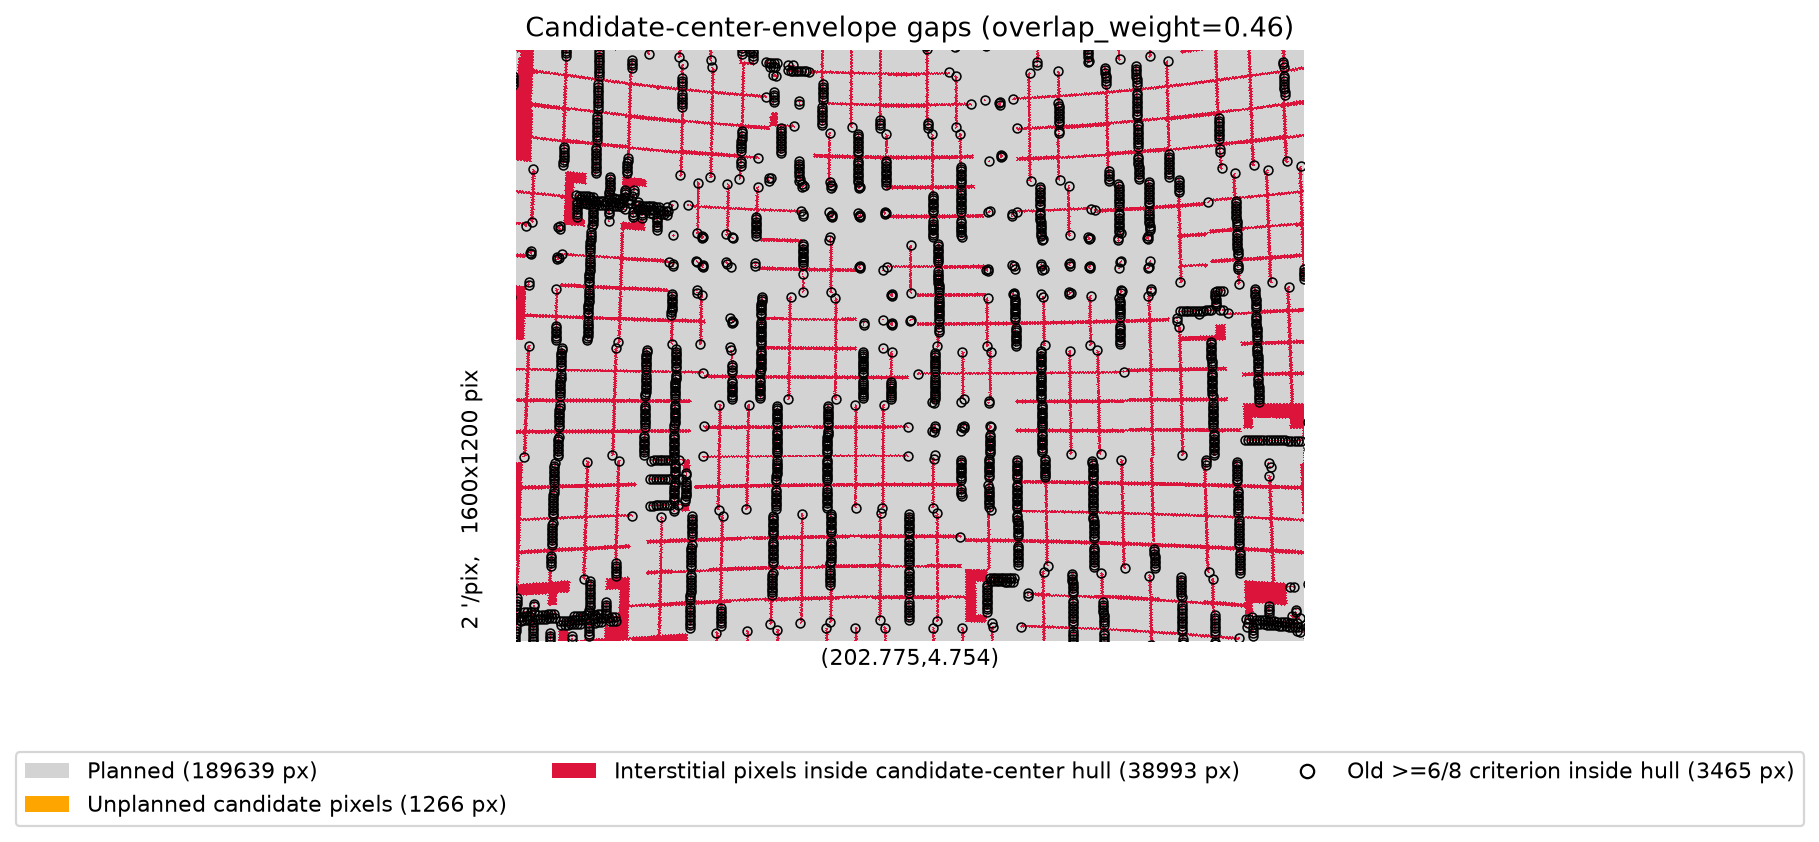 Candidate-center-envelope gaps (overlap_weight=0.46)
2 '/pix,   1600x1200 pix
(202.775,4.754)
Planned (189639 px)
Unplanned candidate pixels (1266 px)
Interstitial pixels inside candidate-center hull (38993 px)
Old >=6/8 criterion inside hull (3465 px)